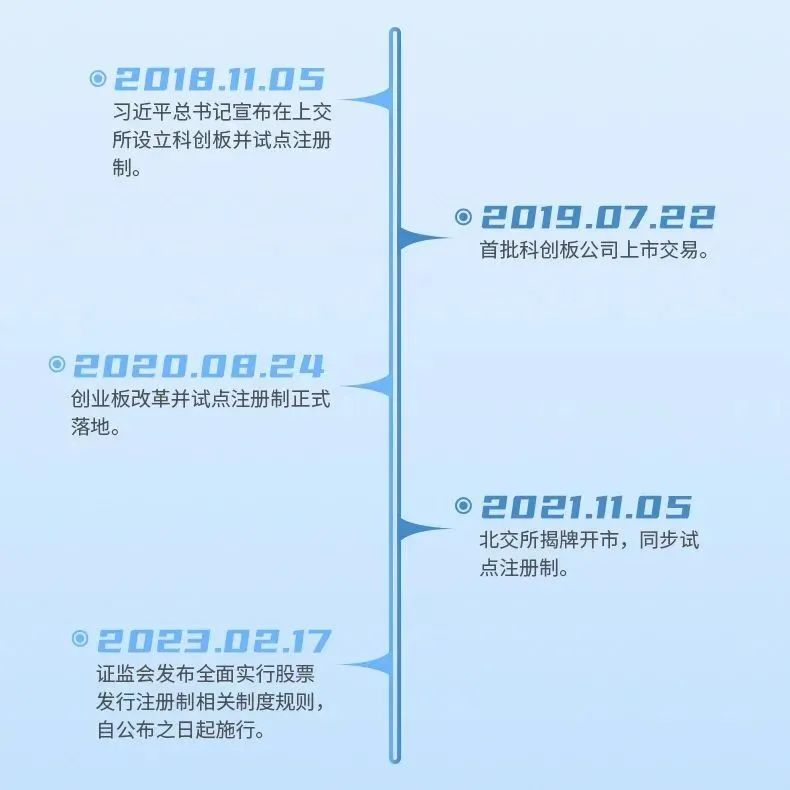 2018.11.05
习近平总书记宣布在上交
所设立科创板并试点注册
制。
2019.07.22
首批科创板公司上市交易。
2020.08.24
创业板改革并试点注册制正式
落地。
2021.11.05
北交所揭牌开市，同步试
点注册制。
2023.02.17
证监会发布全面实行股票
发行注册制相关制度规则，
自公布之日起施行。